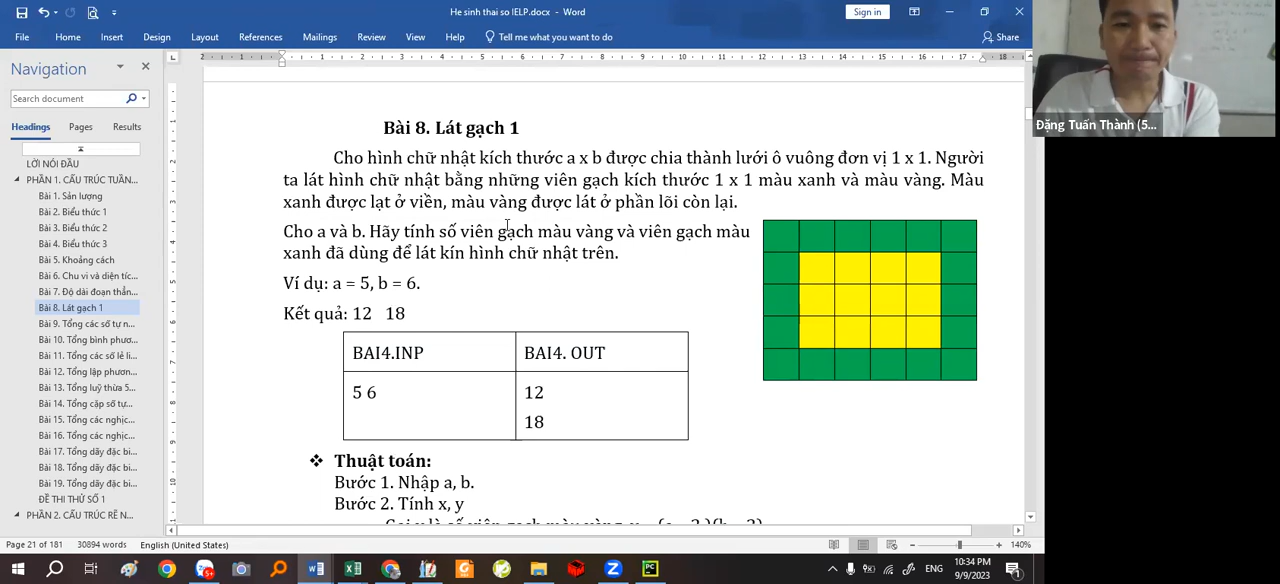 He sinh thai so IELP.docx - Word
Sign in
File Home Insert Design Layout References Mailings Review View Help Tell me what you want to do
Share
Navigation
Search document
Headings Pages Results
LỜI NÓI ĐẦU
PHẦN 1. CẤU TRÚC TUẦN...
Bài 1. Sản lượng
Bài 2. Biểu thức 1
Bài 3. Biểu thức 2
Bài 4. Biểu thức 3
Bài 5. Khoảng cách
Bài 6. Chu vi và diện tíc...
Bài 7. Độ dài đoạn thẳn...
Bài 8. Lát gạch 1
Bài 9. Tổng các số tự n...
Bài 10. Tổng bình phươ...
Bài 11. Tổng các số lẻ li...
Bài 12. Tổng lập phươn...
Bài 13. Tổng luỹ thừa 5...
Bài 14. Tổng cặp số tự...
Bài 15. Tổng các nghịc...
Bài 16. Tổng các nghịc...
Bài 17. Tổng dãy đặc bi...
Bài 18. Tổng dãy đặc bi...
Bài 19. Tổng dãy đặc bi...
ĐỀ THI THỬ SỐ 1
PHẦN 2. CẤU TRÚC RẼ N...
Bài 8. Lát gạch 1
Cho hình chữ nhật kích thước a x b được chia thành lưới ô vuông đơn vị 1 x 1. Người
ta lát hình chữ nhật bằng những viên gạch kích thước 1 x 1 màu xanh và màu vàng. Màu
xanh được lạt ở viền, màu vàng được lát ở phần lõi còn lại.
Cho a và b. Hãy tính số viên gạch màu vàng và viên gạch màu
xanh đã dùng để lát kín hình chữ nhật trên.
Ví dụ: a = 5, b = 6.
Kết quả: 12 18
BAI4.INP BAI4. OUT
5 6 12
18
Thuật toán:
Bước 1. Nhập a, b.
Bước 2. Tính x, y
Đặng Tuấn Thành (5...
Page 21 of 181 30894 words English (United States)
140%
ENG
10:34 PM
9/9/2023